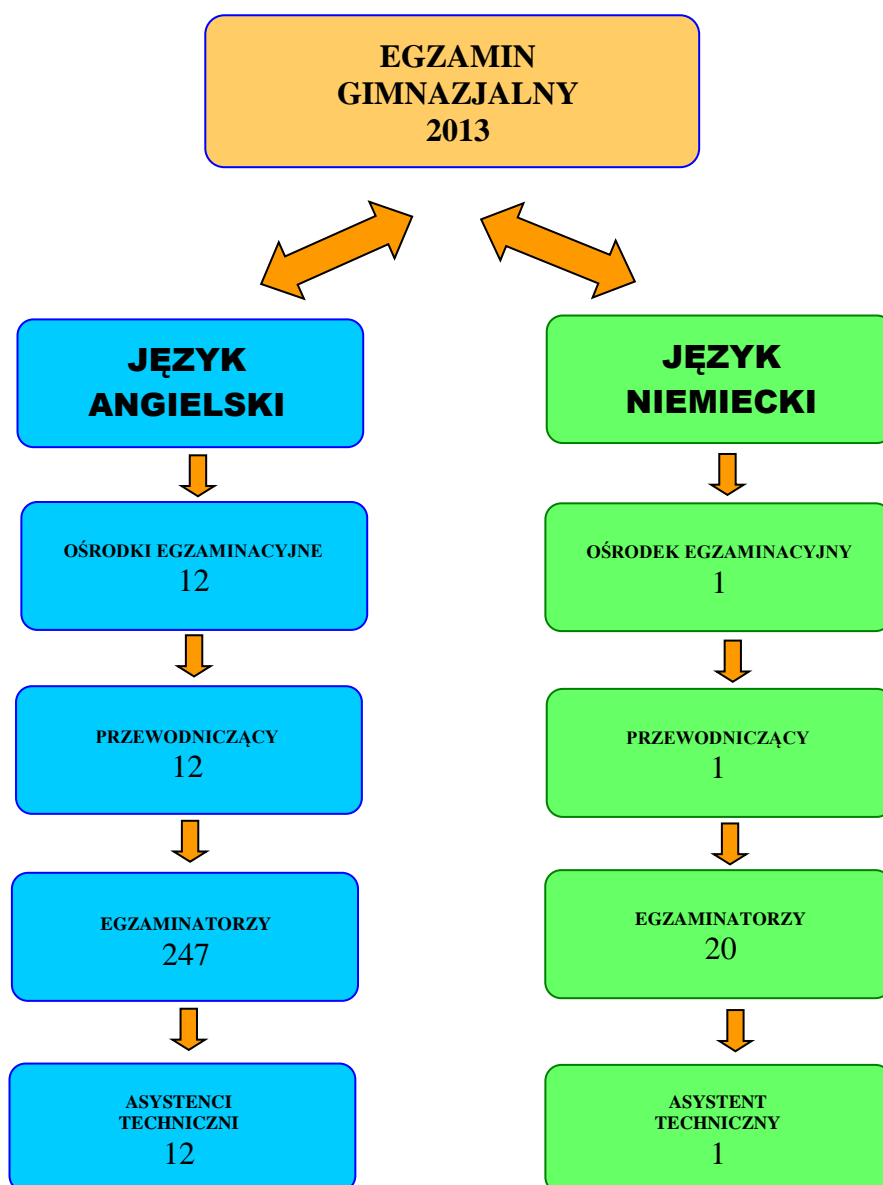 EGZAMIN
GIMNAZJALNY
2013
JĘZYK
ANGIELSKI
OŚRODKI EGZAMINACYJNE
12
PRZEWODNICZĄCY
12
EGZAMINATORZY
247
ASYSTENCI
TECHNICZNI
12
JĘZYK
NIEMIECKI
OŚRODEK EGZAMINACYJNY
1
PRZEWODNICZĄCY
1
EGZAMINATORZY
20
ASYSTENT
TECHNICZNY
1